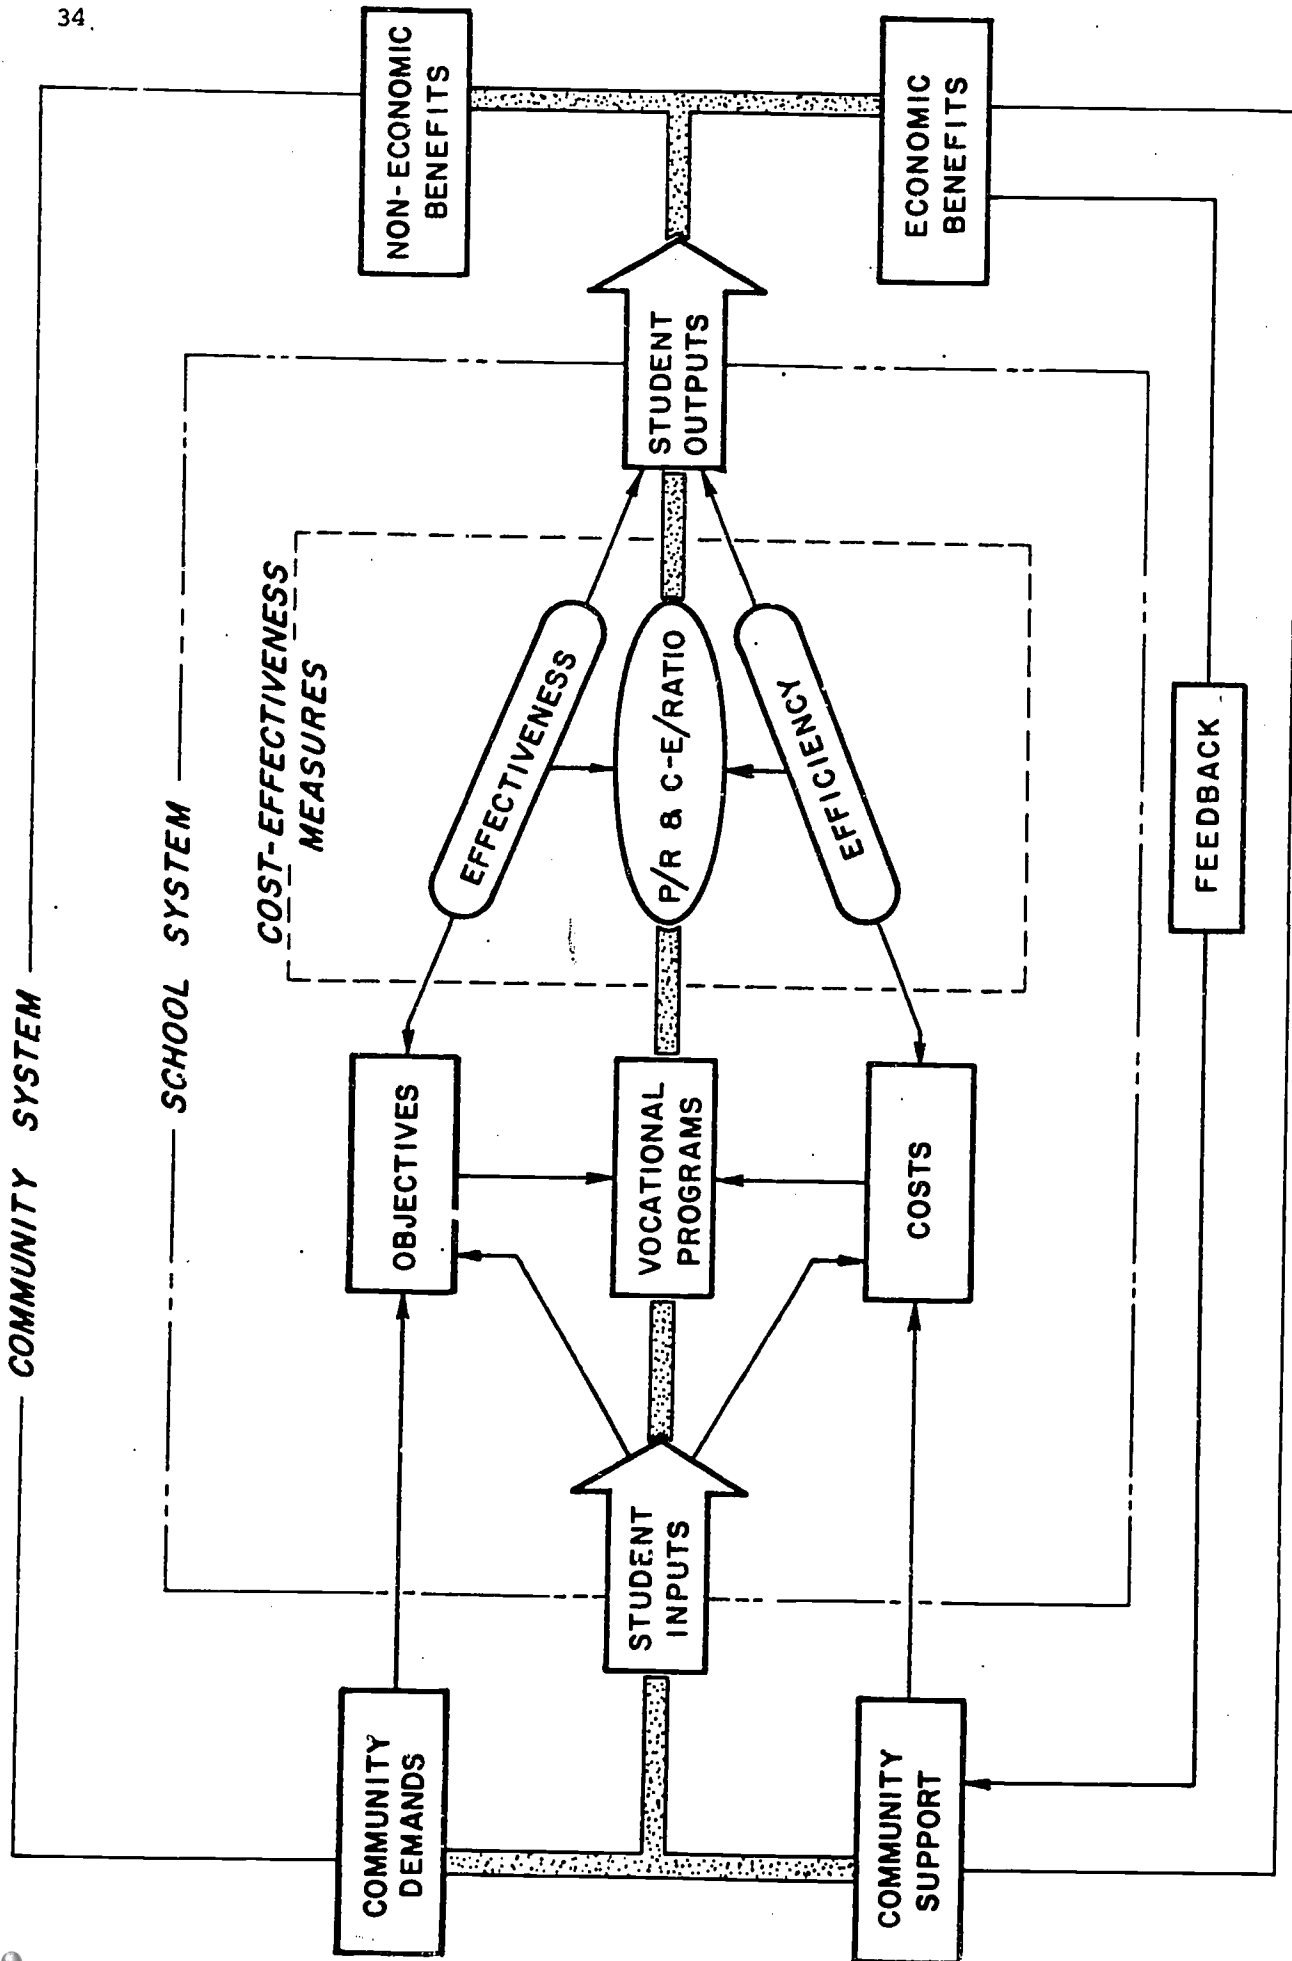 34.
COMMUNITY SYSTEM
SCHOOL SYSTEM
COST-EFFECTIVENESS
MEASURES
COMMUNITY
DEMANDS
OBJECTIVES
EFFECTIVENESS
NON-ECONOMIC
BENEFITS
STUDENT
INPUTS
VOCATIONAL
PROGRAMS
P/R & C-E/RATIO
STUDENT
OUTPUTS
COMMUNITY
SUPPORT
COSTS
EFFICIENCY
ECONOMIC
BENEFITS
FEEDBACK